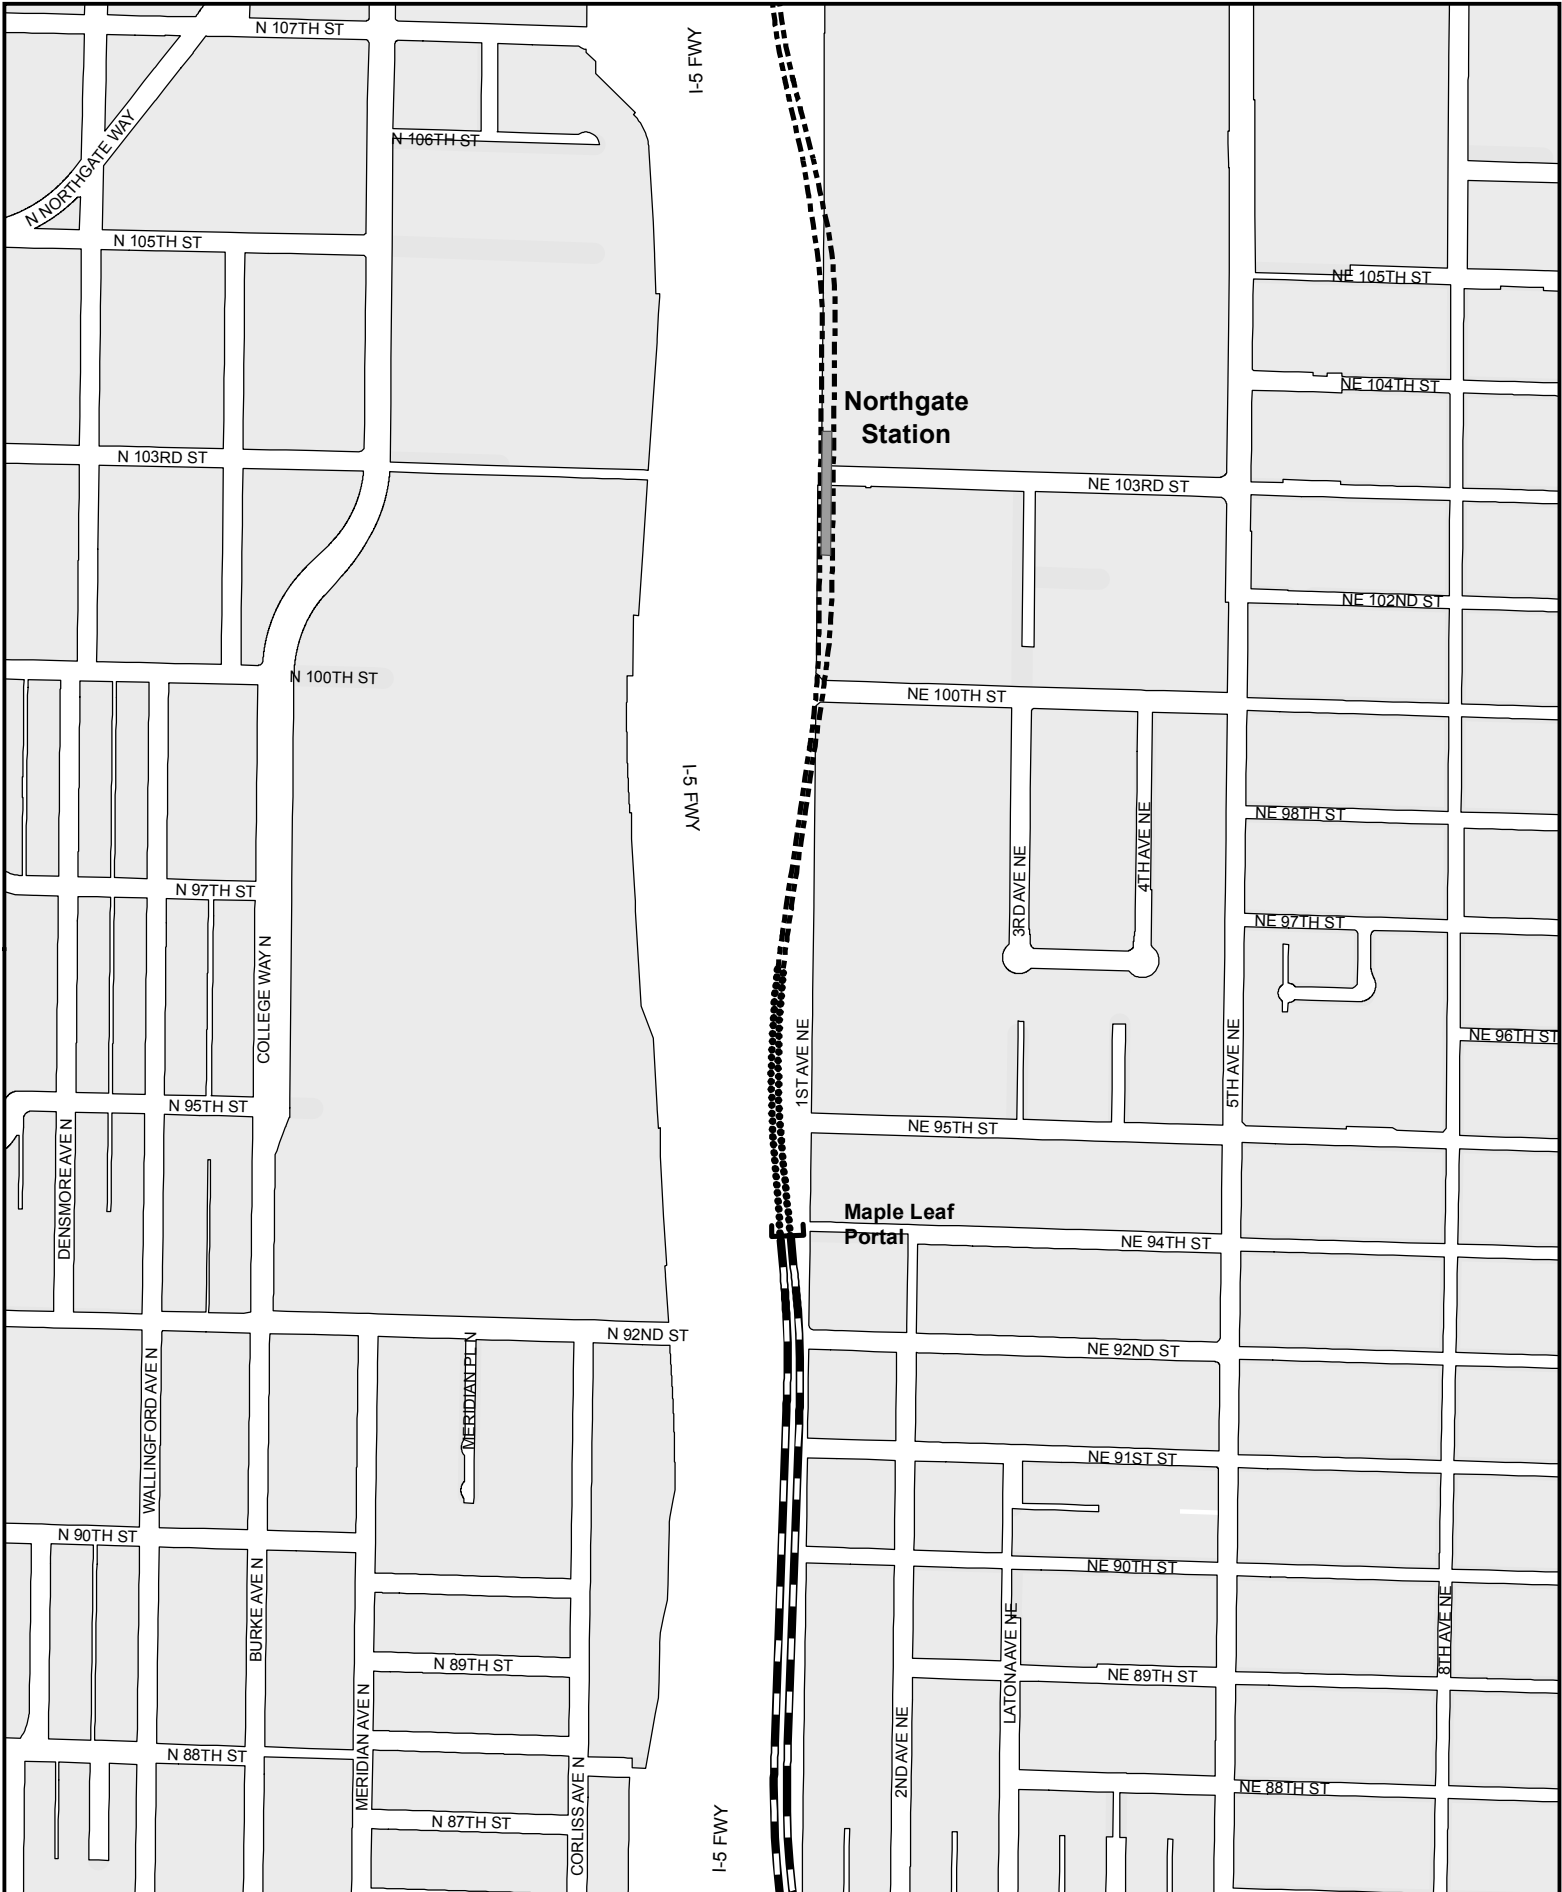 N 107TH ST
I-5 FWY
N 106TH ST
N NORTHGATE WAY
N 105TH ST
NE 105TH ST
NE 104TH ST
Northgate
Station
N 103RD ST
NE 103RD ST
NE 102ND ST
N 100TH ST
NE 100TH ST
I-5 FWY
NE 98TH ST
3RD AVE NE
4TH AVE NE
N 97TH ST
NE 97TH ST
COLLEGE WAY N
1ST AVE NE
5TH AVE NE
NE 96TH ST
N 95TH ST
NE 95TH ST
DENSMORE AVE N
Maple Leaf
Portal
NE 94TH ST
N 92ND ST
NE 92ND ST
WALLINGFORD AVE N
MERIDIAN PL N
NE 91ST ST
N 90TH ST
NE 90TH ST
BURKE AVE N
LATONA AVE NE
8TH AVE NE
N 89TH ST
NE 89TH ST
MERIDIAN AVE N
2ND AVE NE
N 88TH ST
NE 88TH ST
CORLISS AVE N
N 87TH ST
I-5 FWY